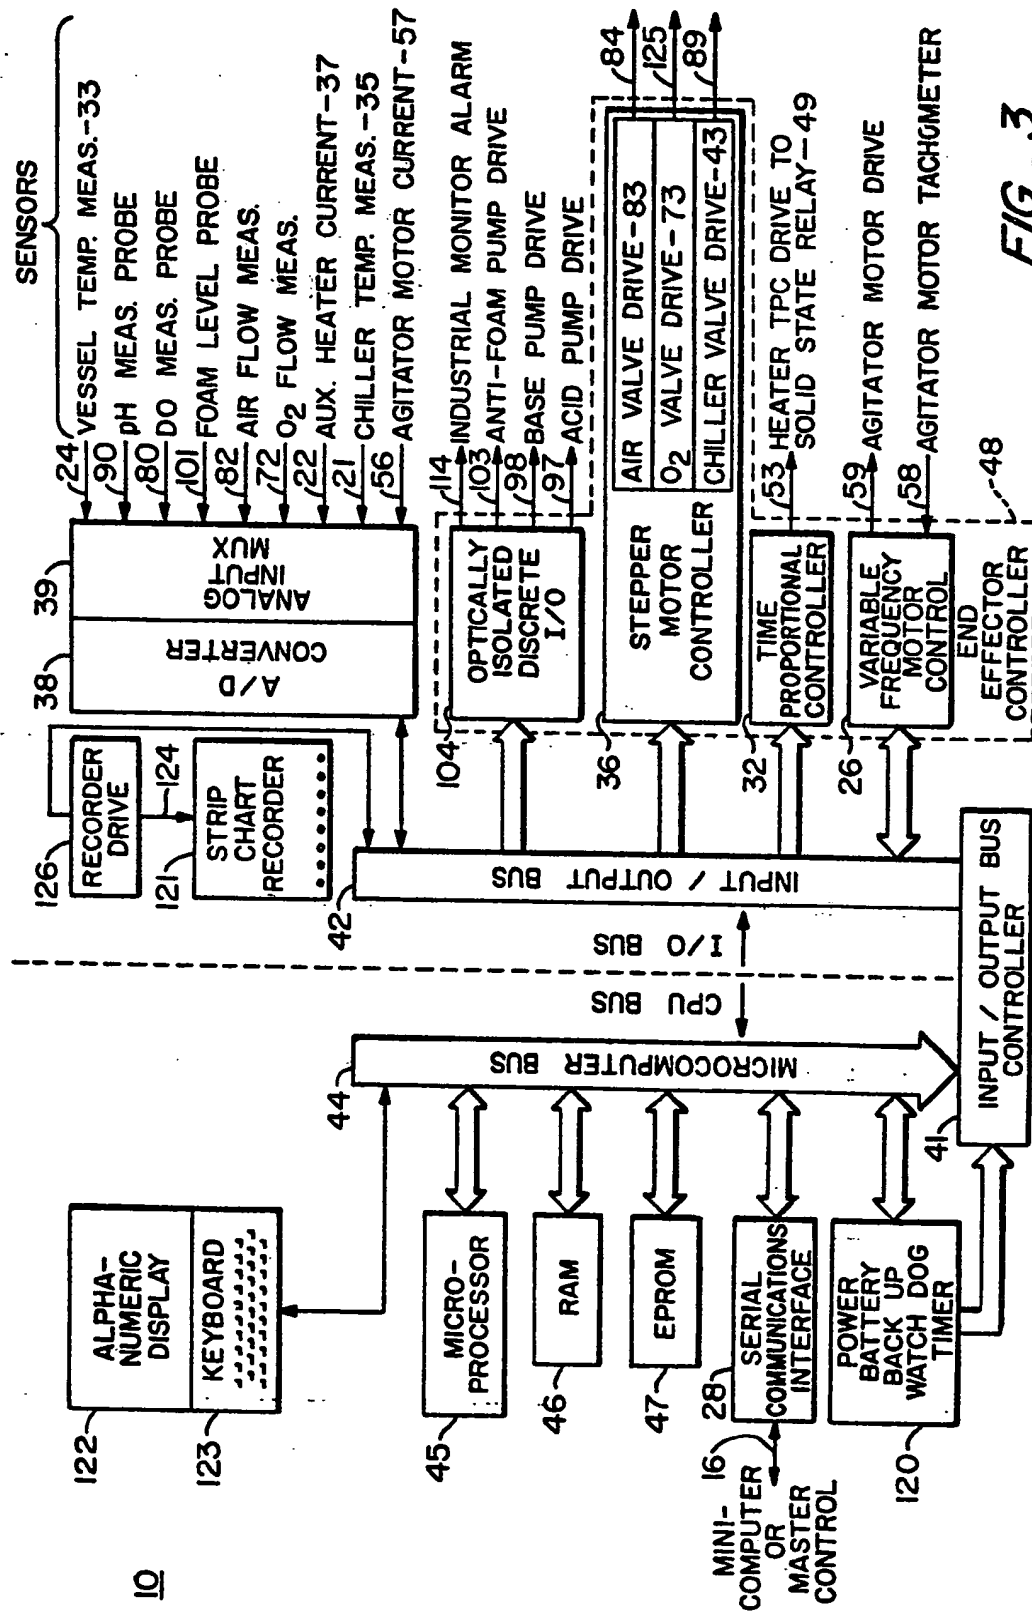 10
FIG. 3
122
ALPHA-
NUMERIC
DISPLAY
123
KEYBOARD
45
MICRO-
PROCESSOR
46
RAM
47
EPROM
28
SERIAL
COMMUNICATIONS
INTERFACE
16
MINI-
COMPUTER
OR
MASTER
CONTROL
120
POWER
BATTERY
BACK UP
WATCH DOG
TIMER
44
MICROCOMPUTER BUS
CPU BUS
I/O BUS
42
INPUT / OUTPUT BUS
41
INPUT / OUTPUT BUS
CONTROLLER
126
RECORDER
DRIVE
124
121
STRIP
CHART
RECORDER
38
A/D
CONVERTER
39
ANALOG
INPUT
MUX
SENSORS
24
VESSEL TEMP. MEAS.-33
90
pH MEAS. PROBE
80
DO MEAS. PROBE
101
FOAM LEVEL PROBE
82
AIR FLOW MEAS.
72
O2 FLOW MEAS.
22
AUX. HEATER CURRENT-37
21
CHILLER TEMP. MEAS.-35
56
AGITATOR MOTOR CURRENT-57
104
OPTICALLY
ISOLATED
DISCRETE
I/O
114
INDUSTRIAL MONITOR ALARM
103
ANTI-FOAM PUMP DRIVE
98
BASE PUMP DRIVE
97
ACID PUMP DRIVE
36
STEPPER
MOTOR
CONTROLLER
AIR VALVE DRIVE-83
84
O2 VALVE DRIVE-73
125
CHILLER VALVE DRIVE-43
89
32
TIME
PROPORTIONAL
CONTROLLER
53
HEATER TPC DRIVE TO
SOLID STATE RELAY-49
26
VARIABLE
FREQUENCY
MOTOR
CONTROL
59
AGITATOR MOTOR DRIVE
58
AGITATOR MOTOR TACHOMETER
END
EFFECTOR
CONTROLLER
48